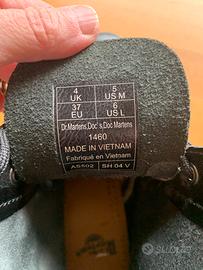 4 UK 5 US M
37 EU 6 US L
Dr.Martens,Doc's,Doc Martens
1460
MADE IN VIETNAM
Fabriqué en Vietnam
AS502 SH 04 V
SUBITO